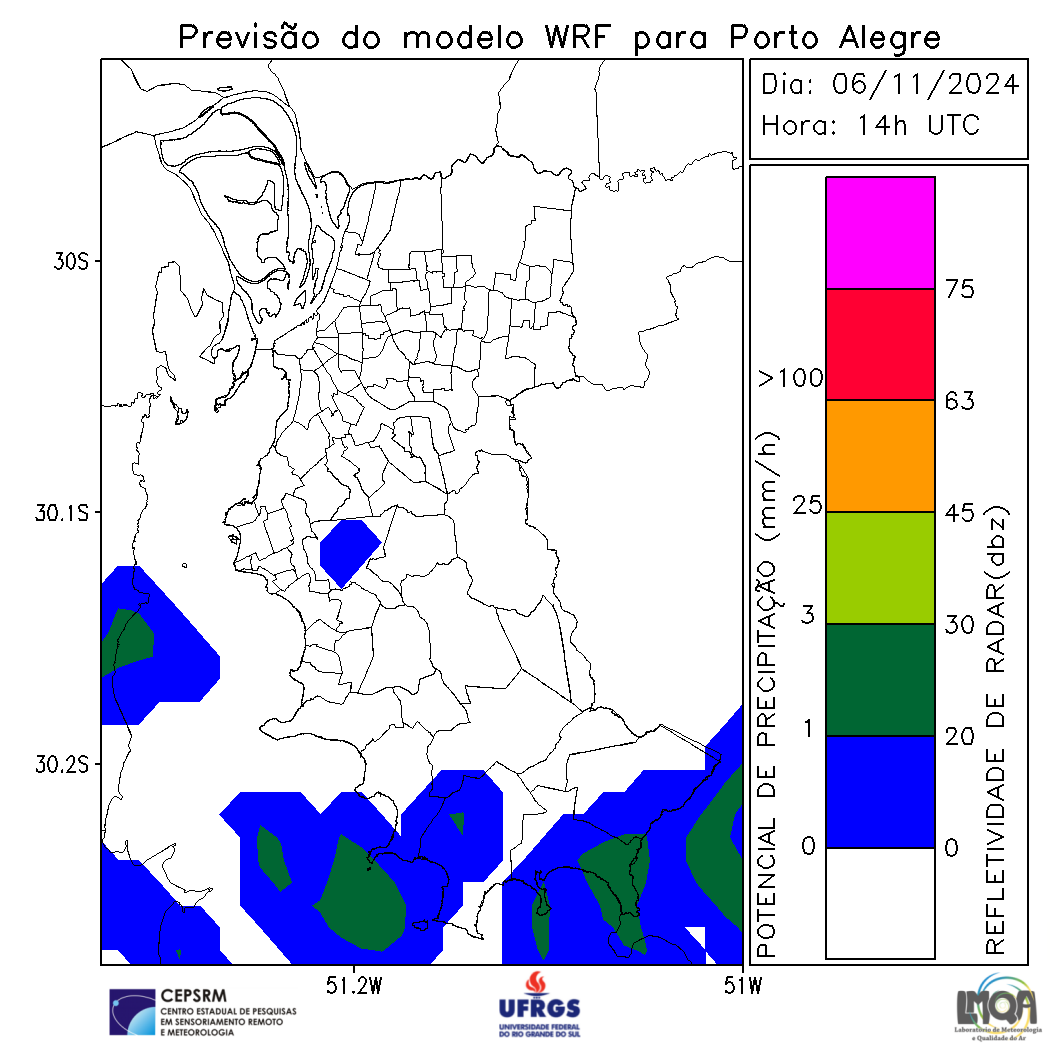 Previsão do modelo WRF para Porto Alegre
Dia: 06/11/2024
Hora: 14h UTC
30S
30.1S
30.2S
51.2W
51W
POTENCIAL DE PRECIPITAÇÃO (mm/h)
>100
25
3
1
0
75
63
45
30
20
0
REFLETIVIDADE DE RADAR(dbz)
CEPSRM
CENTRO ESTADUAL DE PESQUISAS
EM SENSORIAMENTO REMOTO
E METEOROLOGIA
UFRGS
UNIVERSIDADE FEDERAL
DO RIO GRANDE DO SUL
LMQA
Laboratório de Meteorologia
e Qualidade do Ar